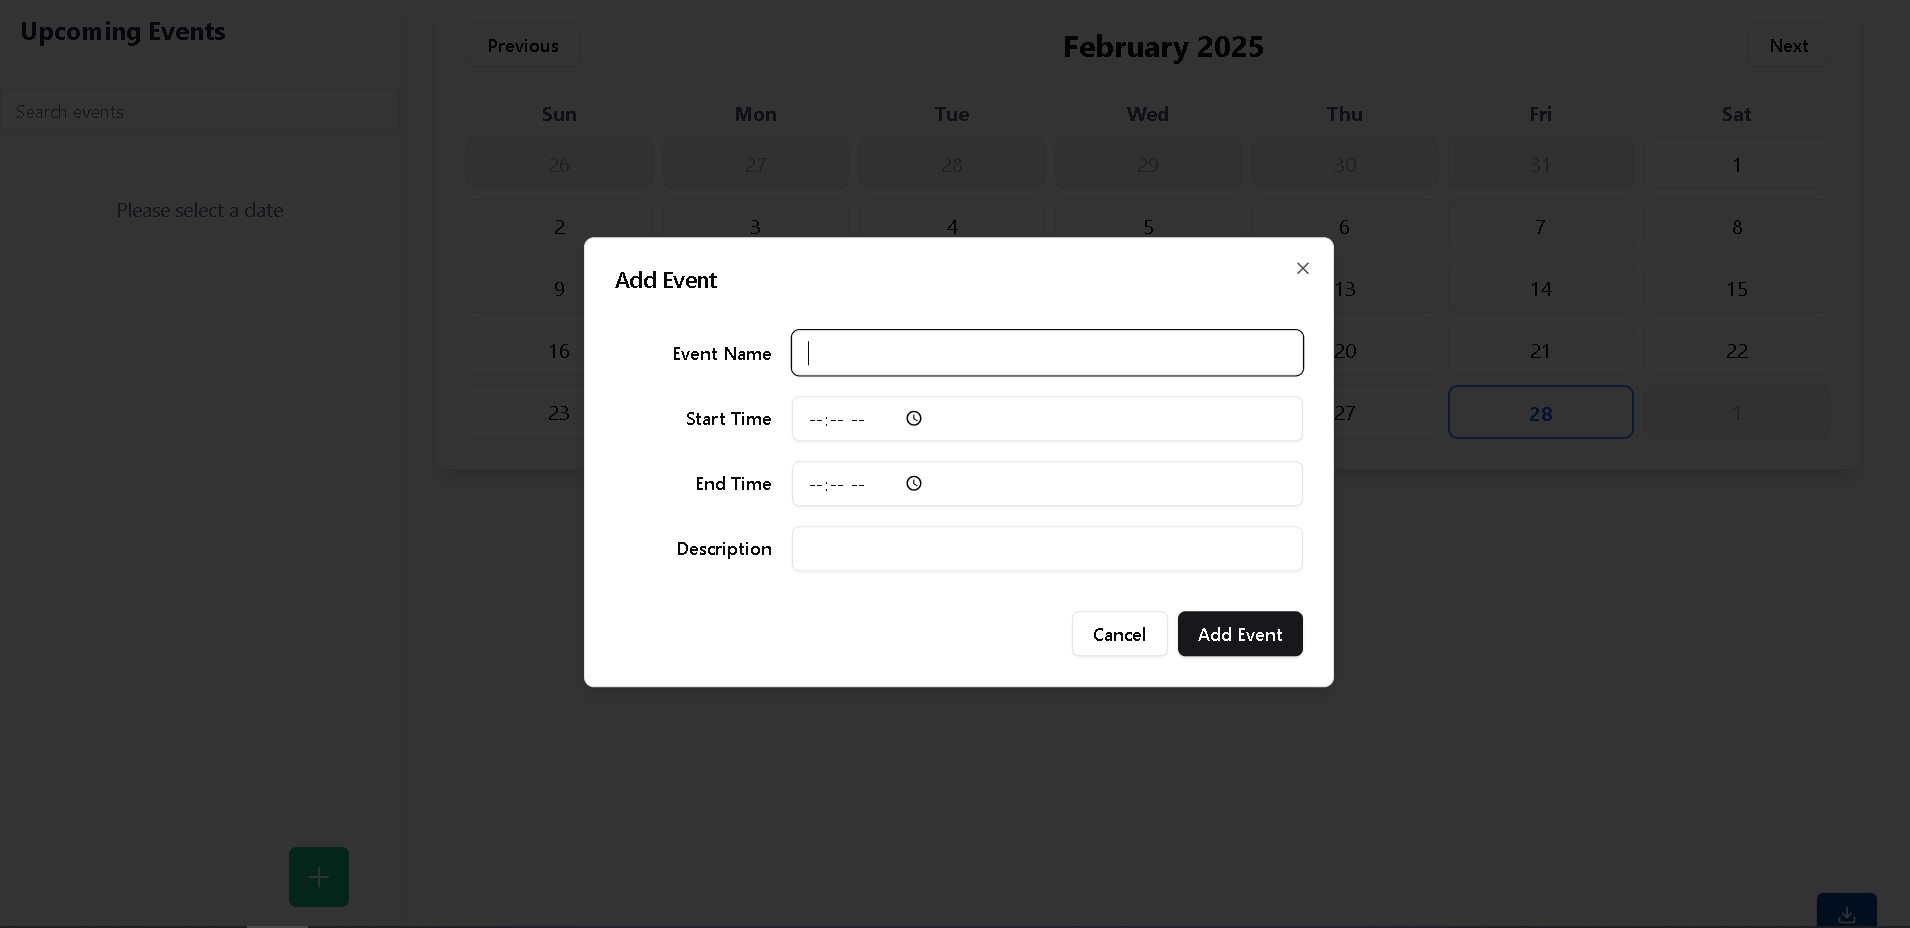 Upcoming Events
Search events
Please select a date
Previous
February 2025
Next
Sun Mon Tue Wed Thu Fri Sat
26 27 28 29 30 31 1
2 3 4 5 6 7 8
9 13 14 15
16 20 21 22
23 27 28 1
Add Event
Event Name
Start Time --:-- --
End Time --:-- --
Description
Cancel Add Event